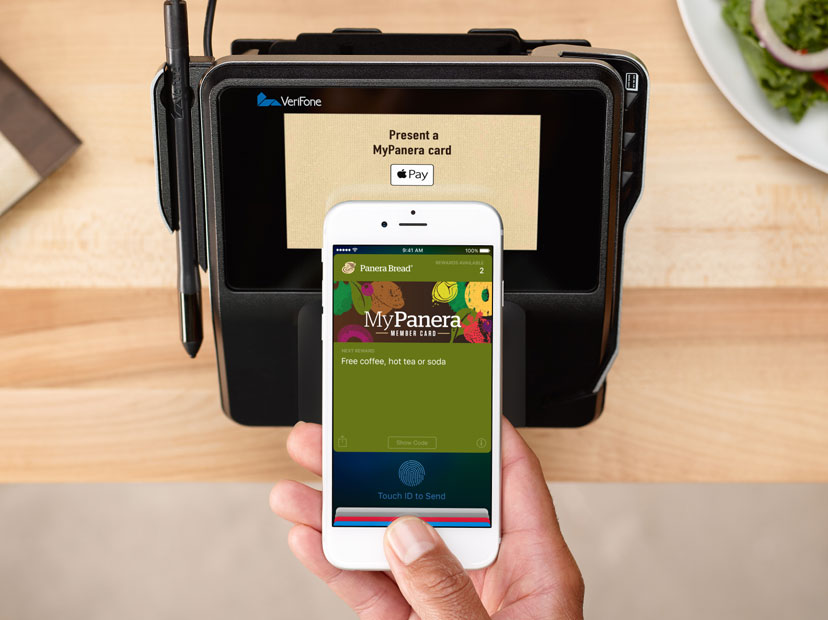 VeriFone
Present a
MyPanera card
Pay
9:41 AM
100%
Panera Bread®
REWARDS AVAILABLE
2
MyPanera
MEMBER CARD
NEXT REWARD
Free coffee, hot tea or soda
Show Code
Touch ID to Send